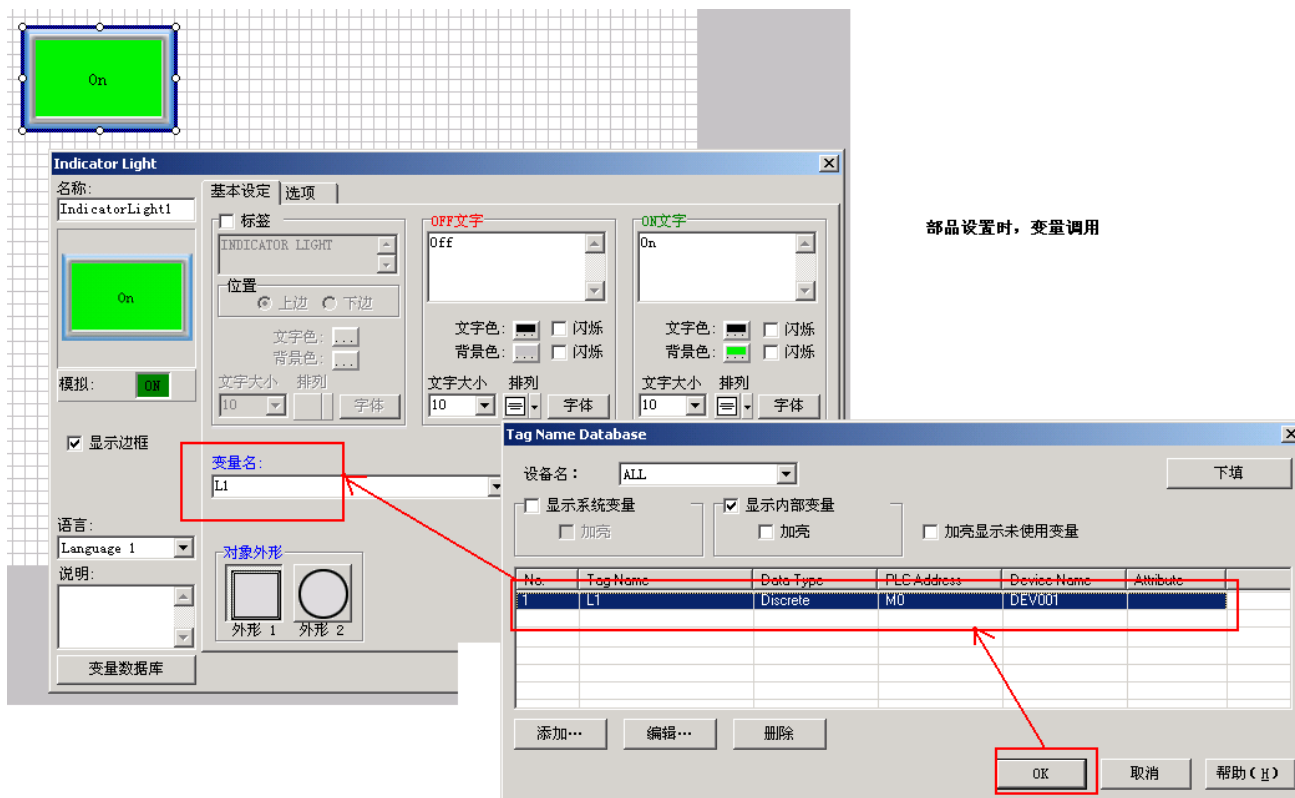 On
Indicator Light
名称:
IndicatorLight1
On
模拟: ON
显示边框
语言:
Language 1
说明:
变量数据库
基本设定 选项
标签
INDICATOR LIGHT
位置
上边 下边
文字色: ...
背景色: ...
文字大小 排列
10 字体
OFF文字
Off
文字色: ... 闪烁
背景色: ... 闪烁
文字大小 排列
10 字体
ON文字
On
文字色: ... 闪烁
背景色: ... 闪烁
文字大小 排列
10 字体
变量名:
L1
对象外形
外形 1 外形 2
部品设置时，变量调用
Tag Name Database
设备名： ALL 下填
显示系统变量 显示内部变量
加亮 加亮 加亮显示未使用变量
No. Tag Name Data Type PLC Address Device Name Attribute
1 L1 Discrete M0 DEV001
添加… 编辑… 删除
OK 取消 帮助(H)